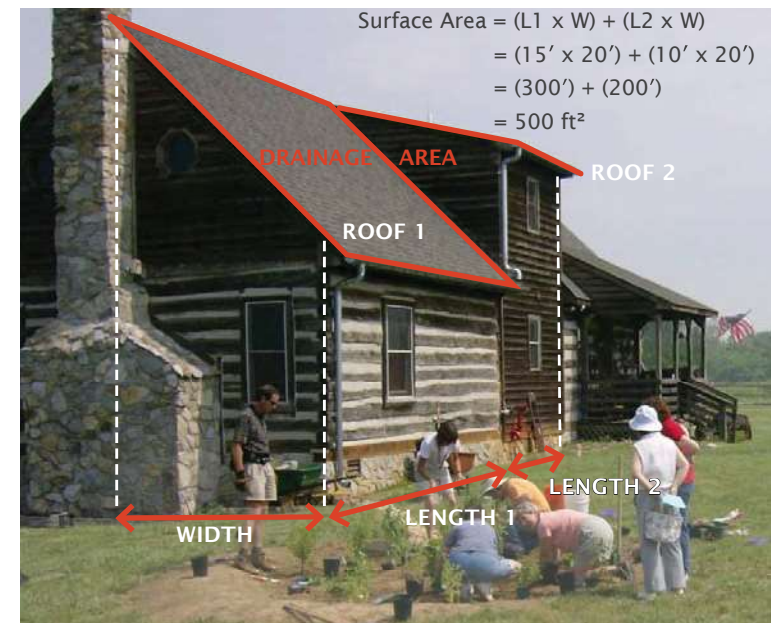 Surface Area = (L1 x W) + (L2 x W)
= (15′ x 20′) + (10′ x 20′)
= (300′) + (200′)
= 500 ft²
DRAINAGE AREA
ROOF 2
ROOF 1
LENGTH 2
LENGTH 1
WIDTH